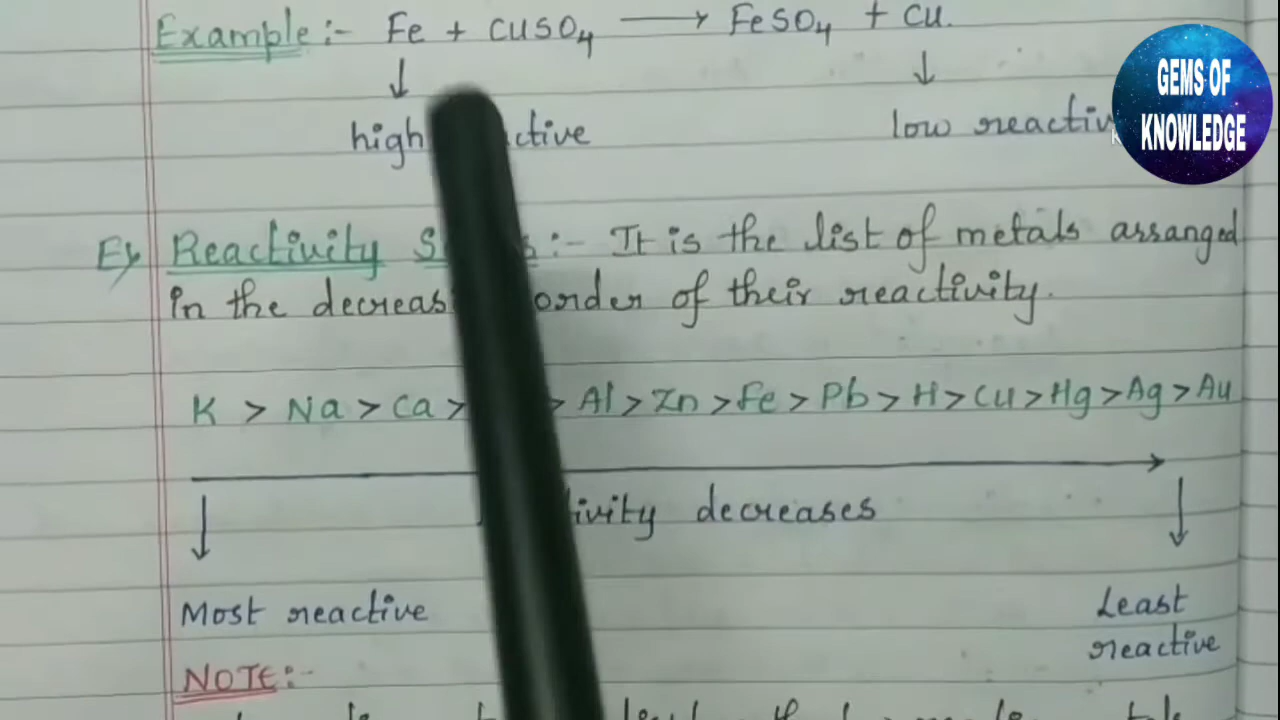 Example :- Fe + CuSO4 → FeSO4 + Cu.
↓ ↓
high ctive low reactiv
GEMS OF
KNOWLEDGE
Ex Reactivity S s :- It is the list of metals arranged
in the decreas order of their reactivity.
K > Na > Ca > > Al > Zn > Fe > Pb > H > Cu > Hg > Ag > Au
tivity decreases
↓ ↓
Most reactive Least
reactive
NOTE :-